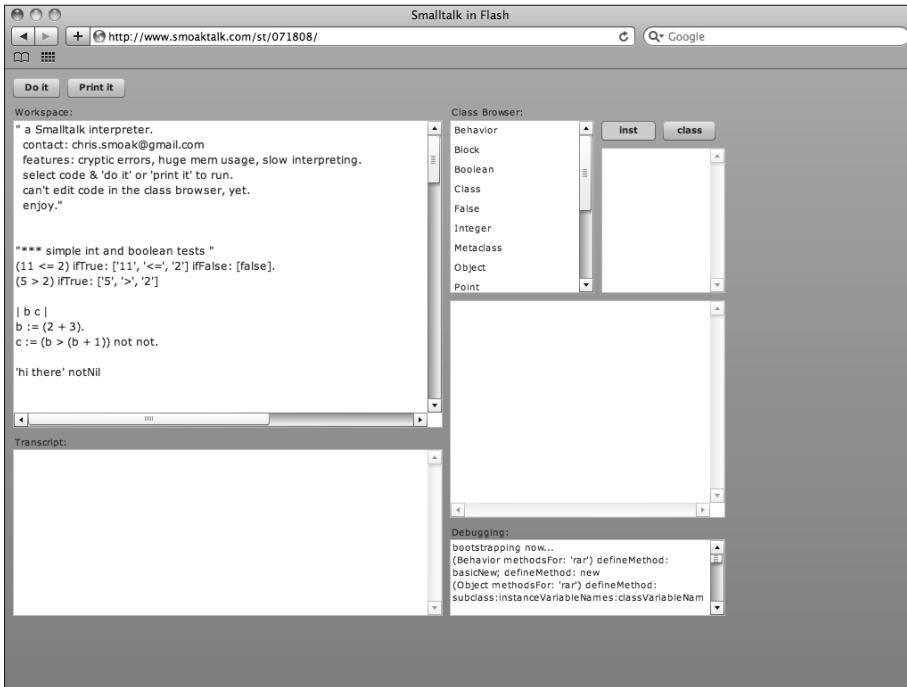 Smalltalk in Flash
http://www.smoaktalk.com/st/071808/
Google
Do it
Print it
Workspace:
" a Smalltalk interpreter.
contact: chris.smoak@gmail.com
features: cryptic errors, huge mem usage, slow interpreting.
select code & 'do it' or 'print it' to run.
can't edit code in the class browser, yet.
enjoy."
"*** simple int and boolean tests "
(11 <= 2) ifTrue: ['11', '<=', '2'] ifFalse: [false].
(5 > 2) ifTrue: ['5', '>', '2']
| b c |
b := (2 + 3).
c := (b > (b + 1)) not not.
'hi there' notNil
Transcript:
Class Browser:
Behavior
Block
Boolean
Class
False
Integer
Metaclass
Object
Point
inst
class
Debugging:
bootstrapping now...
(Behavior methodsFor: 'rar') defineMethod:
basicNew; defineMethod: new
(Object methodsFor: 'rar') defineMethod:
subclass:instanceVariableNames:classVariableNam